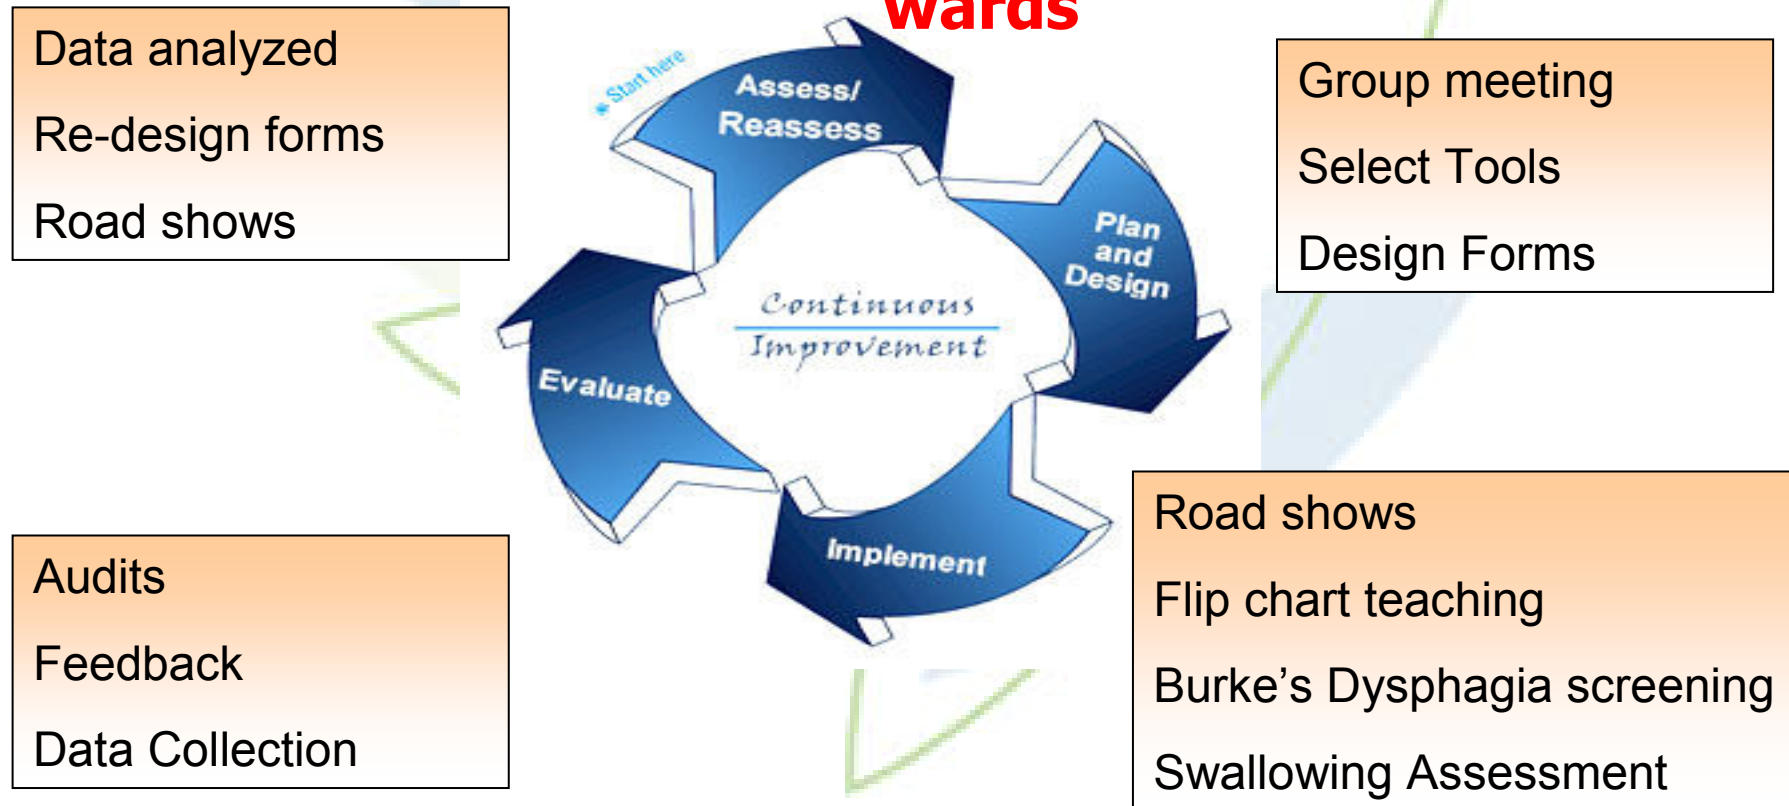 wards
Data analyzed
Re-design forms
Road shows
* Start here
Assess/
Reassess
Group meeting
Select Tools
Design Forms
Plan
and
Design
Continuous
Improvement
Evaluate
Implement
Audits
Feedback
Data Collection
Road shows
Flip chart teaching
Burke’s Dysphagia screening
Swallowing Assessment